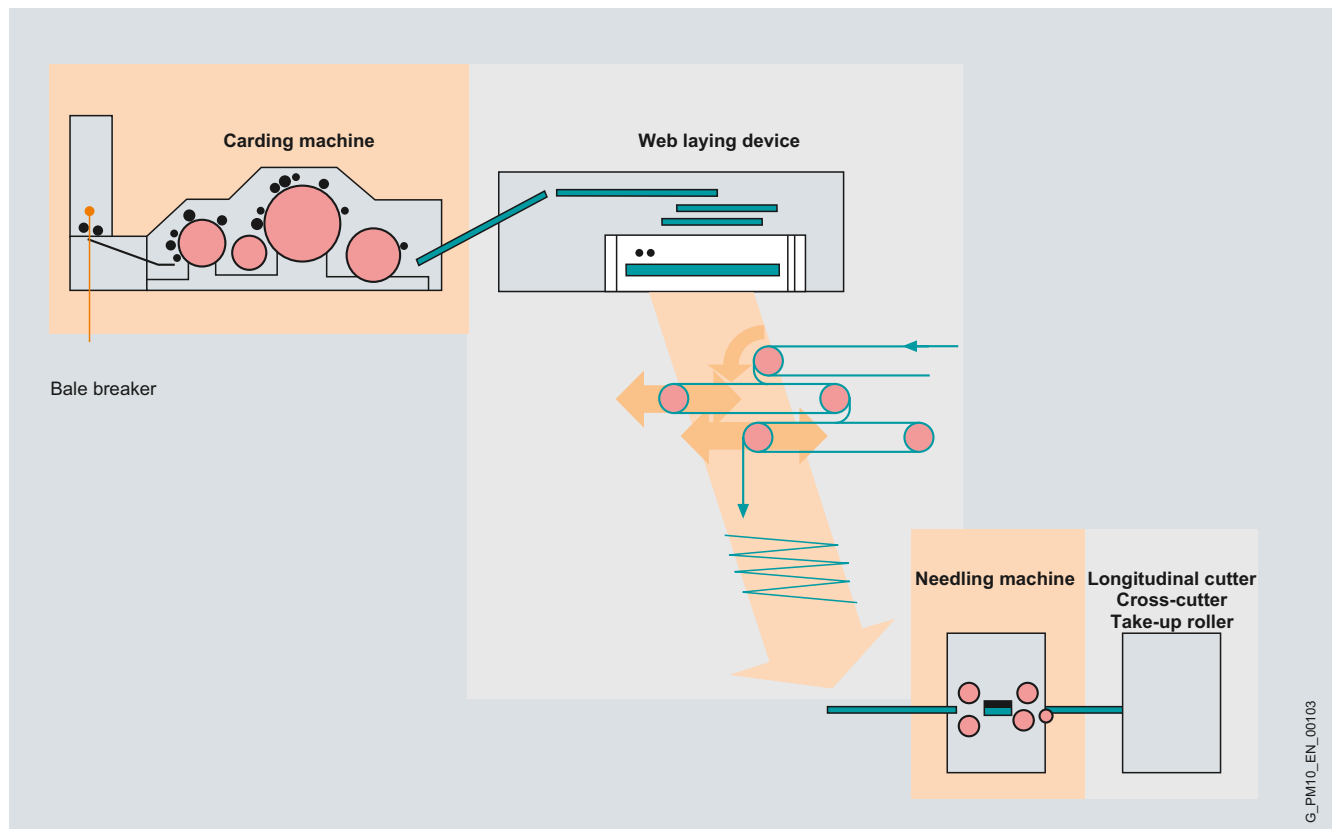 Carding machine
Web laying device
Bale breaker
Needling machine
Longitudinal cutter
Cross-cutter
Take-up roller
G_PM10_EN_00103